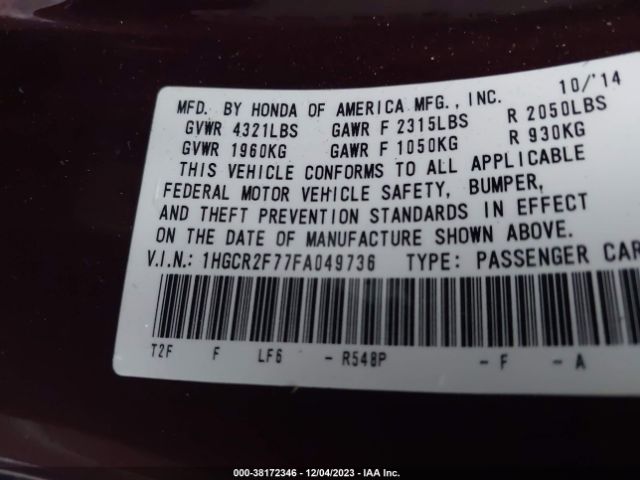 MFD. BY HONDA OF AMERICA MFG., INC. 10/'14
GVWR 4321LBS GAWR F 2315LBS R 2050LBS
GVWR 1960KG GAWR F 1050KG R 930KG
THIS VEHICLE CONFORMS TO ALL APPLICABLE
FEDERAL MOTOR VEHICLE SAFETY, BUMPER,
AND THEFT PREVENTION STANDARDS IN EFFECT
ON THE DATE OF MANUFACTURE SHOWN ABOVE.
V.I.N.: 1HGCR2F77FA049736 TYPE: PASSENGER CAR
T2F F LF6 - R548P - F - A
000-38172346 - 12/04/2023 - IAA Inc.